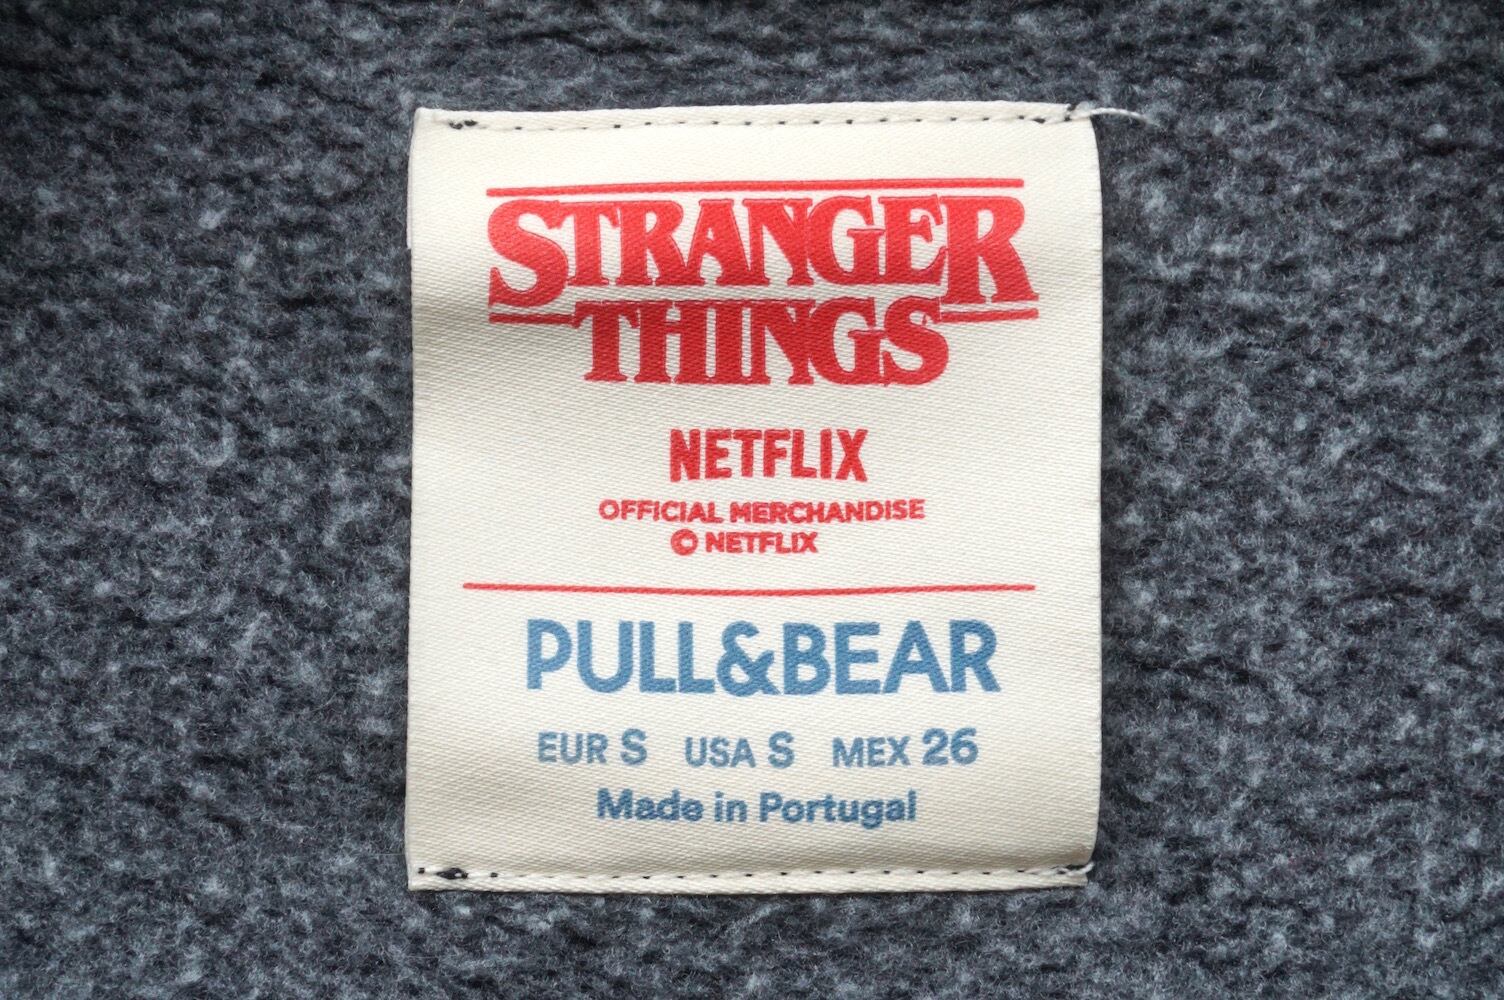 STRANGER
THINGS
NETFLIX
OFFICIAL MERCHANDISE
© NETFLIX
PULL&BEAR
EUR S USA S MEX 26
Made in Portugal